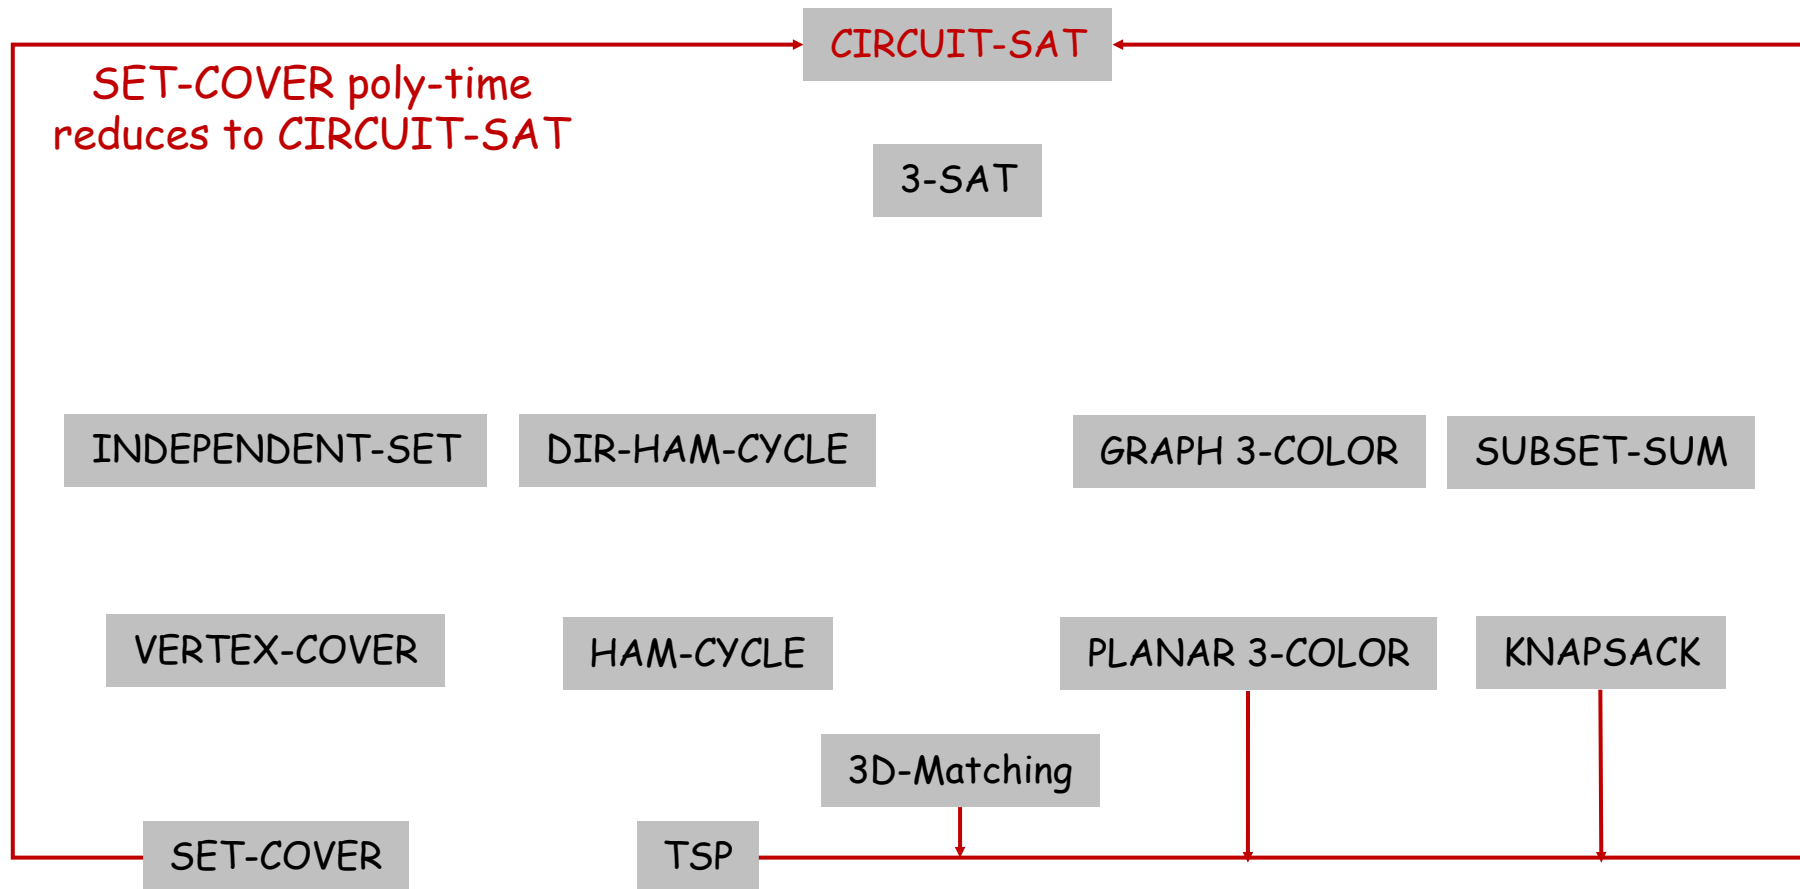 CIRCUIT-SAT
SET-COVER poly-time
reduces to CIRCUIT-SAT
3-SAT
INDEPENDENT-SET
DIR-HAM-CYCLE
GRAPH 3-COLOR
SUBSET-SUM
VERTEX-COVER
HAM-CYCLE
PLANAR 3-COLOR
KNAPSACK
3D-Matching
SET-COVER
TSP